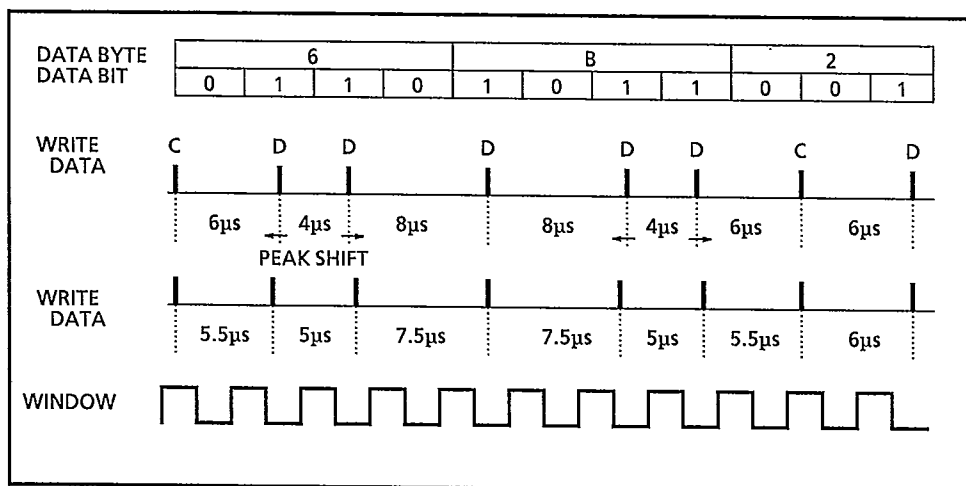 DATA BYTE 6 B 2
DATA BIT 0 1 1 0 1 0 1 1 0 0 1
WRITE DATA C D D D D D C D
6µs 4µs 8µs 8µs 4µs 6µs 6µs
PEAK SHIFT
WRITE DATA
5.5µs 5µs 7.5µs 7.5µs 5µs 5.5µs 6µs
WINDOW